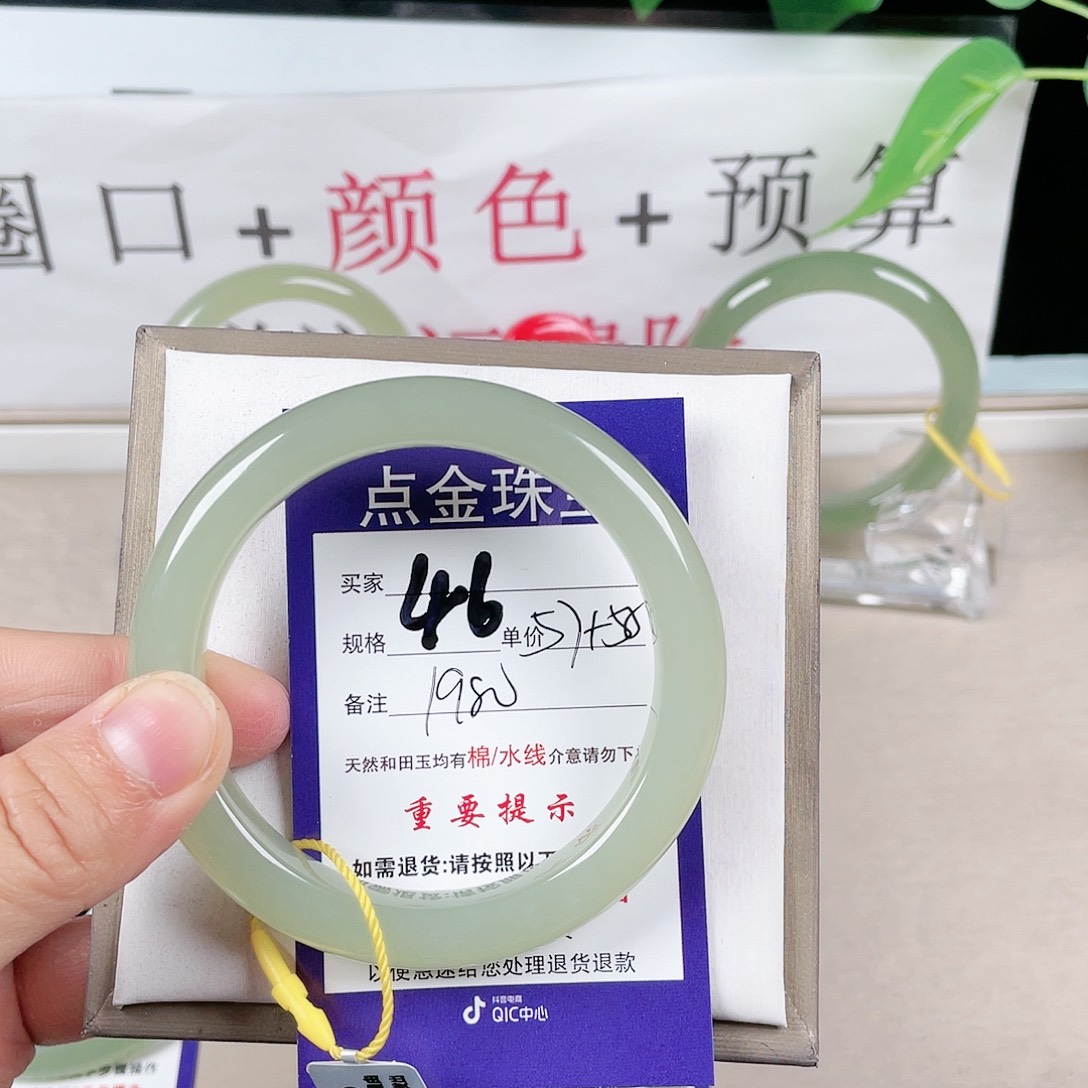 圈口+颜色+预算
点金珠宝
买家
46
规格 单价 57+58
备注 1980
天然和田玉均有棉/水线介意请勿下
重要提示
如需退货:请按照以下
以便急速给您处理退货退款
抖音电商
QIC中心